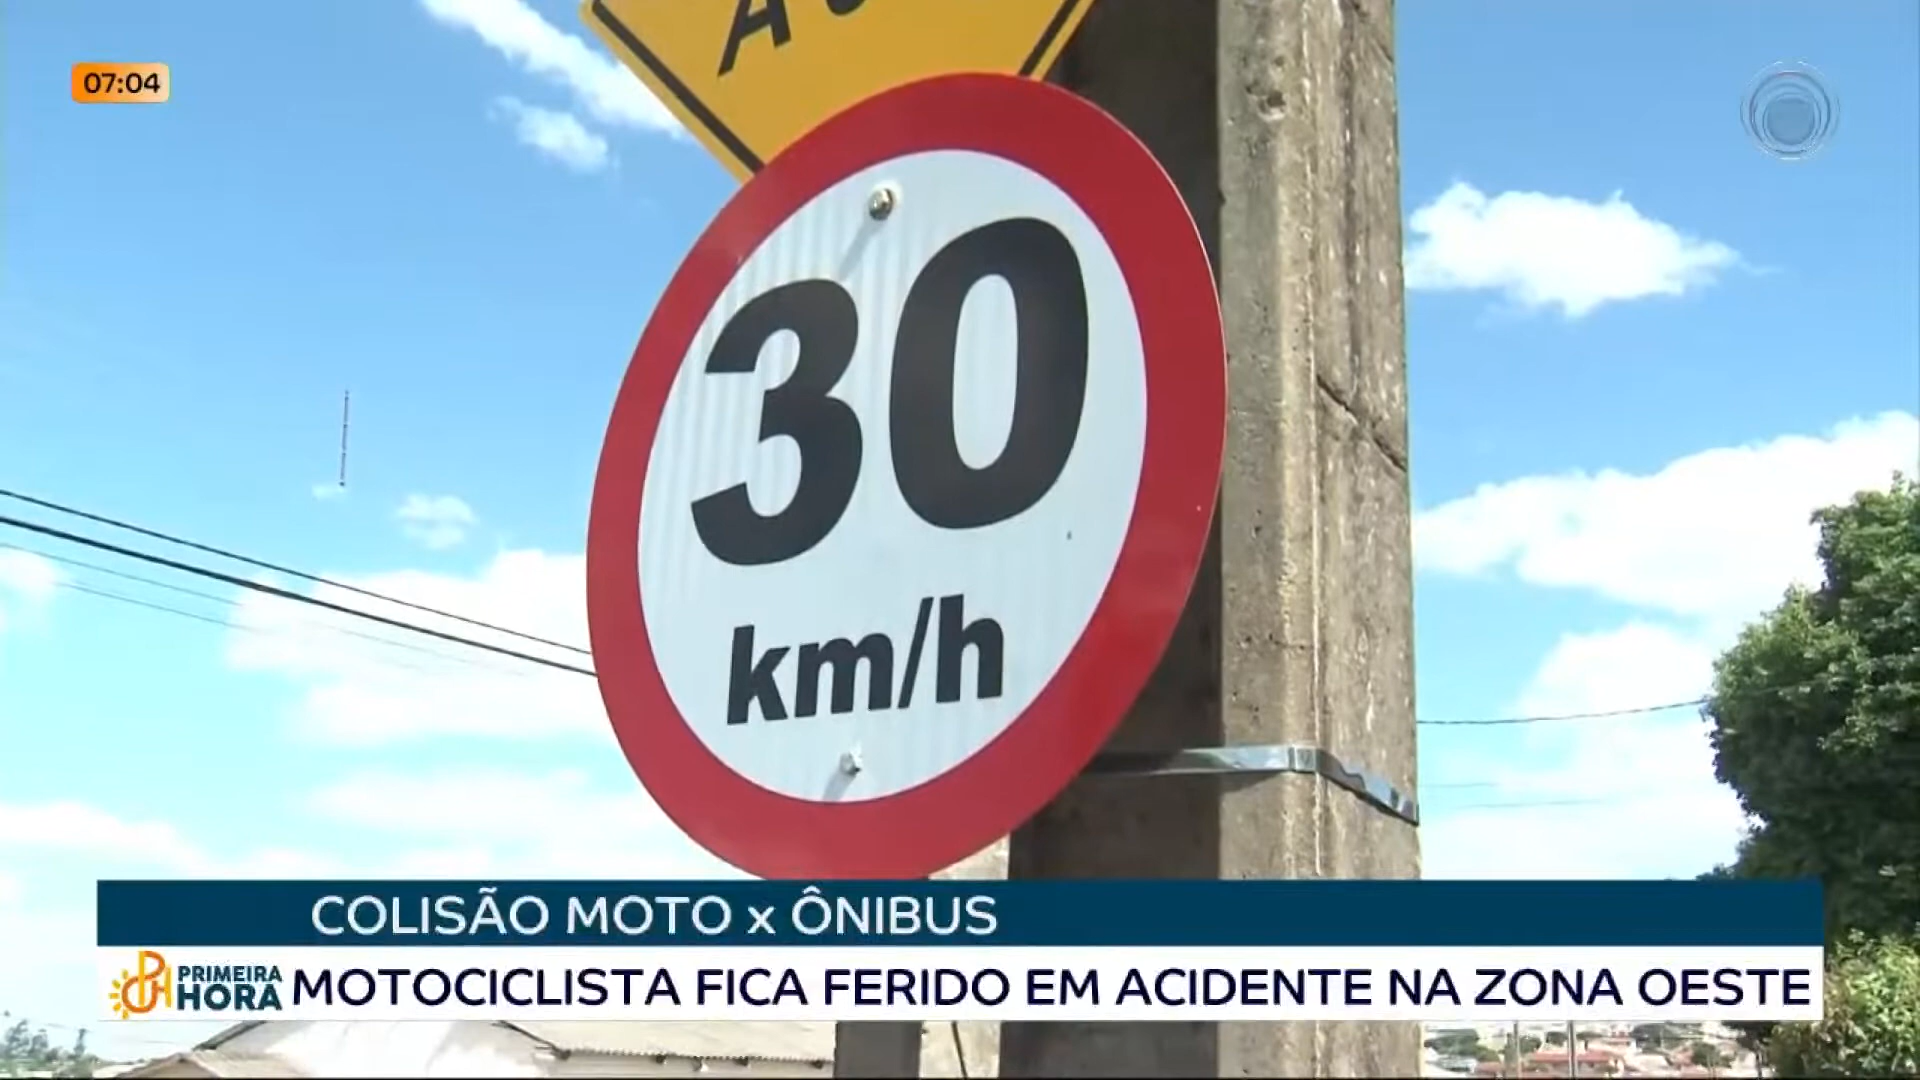 07:04
30
km/h
COLISÃO MOTO x ÔNIBUS
PRIMEIRA
HORA
MOTOCICLISTA FICA FERIDO EM ACIDENTE NA ZONA OESTE